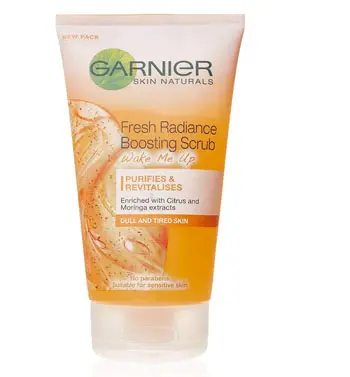 NEW PACK
GARNIER
SKIN NATURALS
Fresh Radiance
Boosting Scrub
Wake Me Up
PURIFIES &
REVITALISES
Enriched with Citrus and
Moringa extracts
DULL AND TIRED SKIN
No parabens
Suitable for sensitive skin